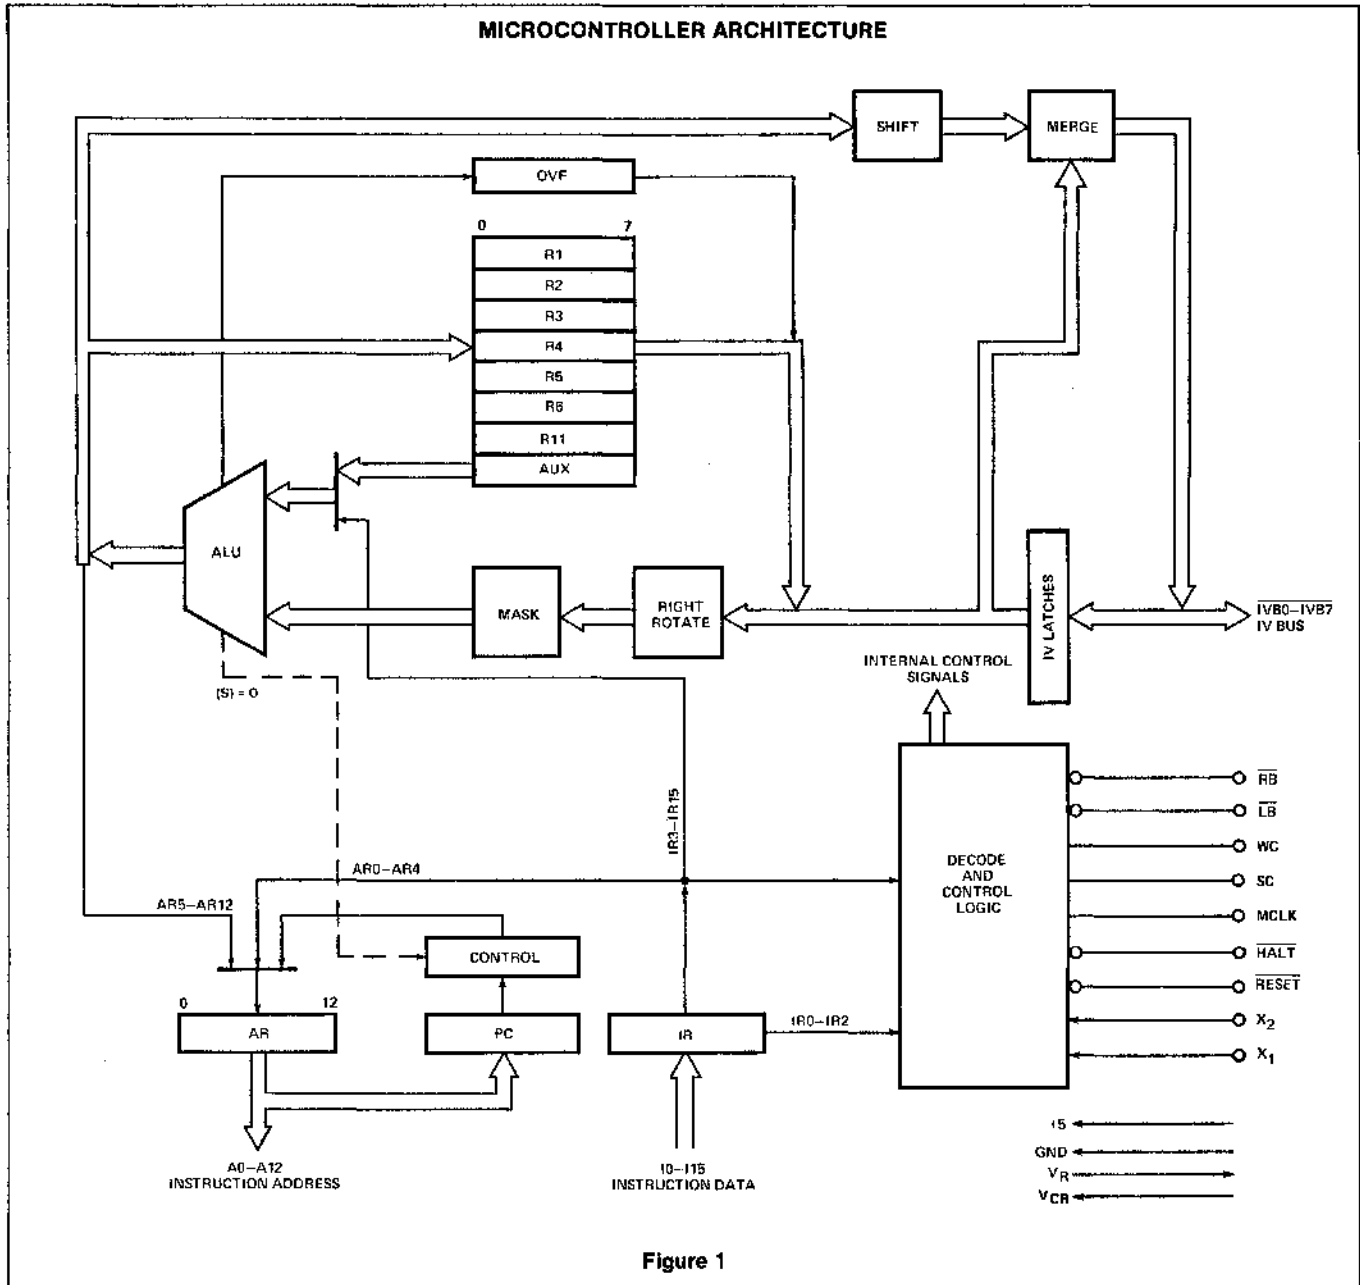 MICROCONTROLLER ARCHITECTURE
SHIFT
MERGE
OVF
0 7
R1
R2
R3
R4
R5
R6
R11
AUX
ALU
MASK
RIGHT
ROTATE
IV LATCHES
IVB0–IVB7
IV BUS
(S) = 0
INTERNAL CONTROL
SIGNALS
IR3–IR15
DECODE
AND
CONTROL
LOGIC
RB
LB
WC
SC
MCLK
HALT
RESET
X2
X1
AR0–AR4
AR5–AR12
CONTROL
0 12
AR
PC
IR
IR0–IR2
A0–A12
INSTRUCTION ADDRESS
I0–I15
INSTRUCTION DATA
GND
VR
VCR
Figure 1